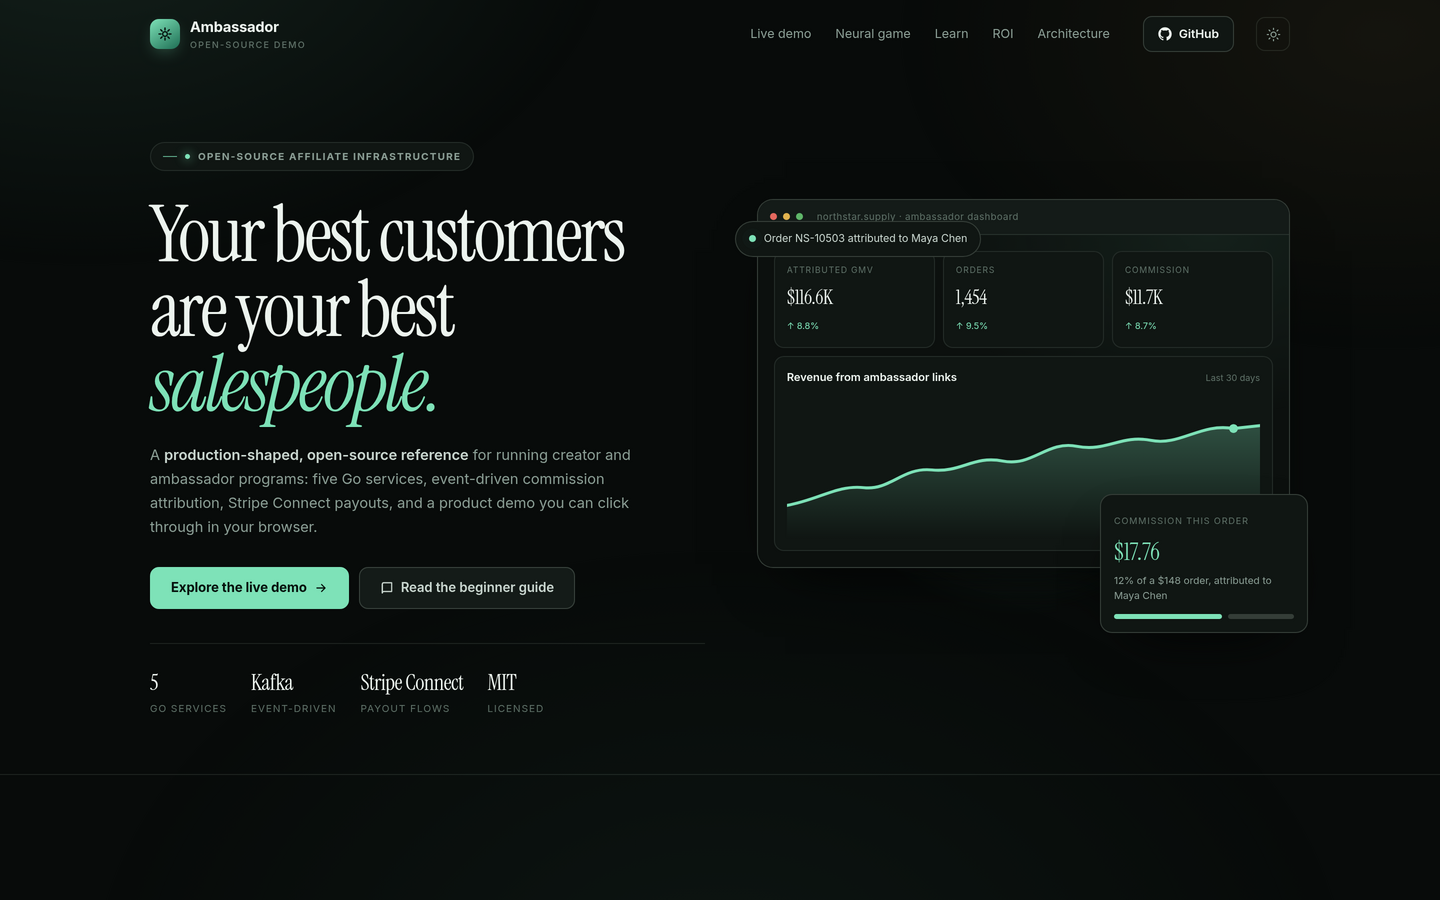 Ambassador
OPEN-SOURCE DEMO
Live demo
Neural game
Learn
ROI
Architecture
GitHub
OPEN-SOURCE AFFILIATE INFRASTRUCTURE
Your best customers
are your best
salespeople.
A production-shaped, open-source reference for running creator and
ambassador programs: five Go services, event-driven commission
attribution, Stripe Connect payouts, and a product demo you can click
through in your browser.
Explore the live demo →
Read the beginner guide
5
GO SERVICES
Kafka
EVENT-DRIVEN
Stripe Connect
PAYOUT FLOWS
MIT
LICENSED
northstar.supply · ambassador dashboard
Order NS-10503 attributed to Maya Chen
ATTRIBUTED GMV
$116.6K
↑ 8.8%
ORDERS
1,454
↑ 9.5%
COMMISSION
$11.7K
↑ 8.7%
Revenue from ambassador links
Last 30 days
COMMISSION THIS ORDER
$17.76
12% of a $148 order, attributed to
Maya Chen